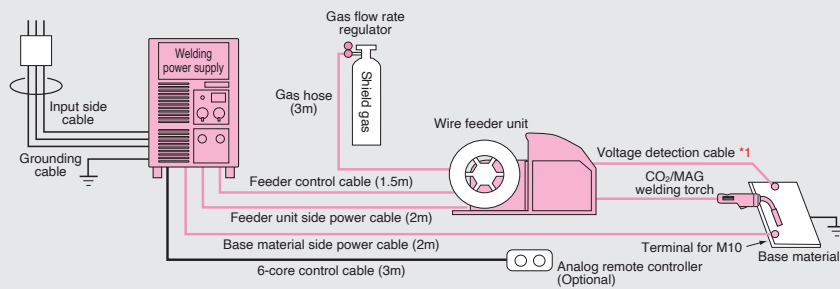 Gas flow rate
regulator
Welding
power supply
Shield gas
Gas hose
(3m)
Input side
cable
Wire feeder unit
Voltage detection cable *1
Grounding
cable
CO₂/MAG
welding torch
Feeder control cable (1.5m)
Feeder unit side power cable (2m)
Base material side power cable (2m)
Terminal for M10
Base material
6-core control cable (3m)
Analog remote controller
(Optional)